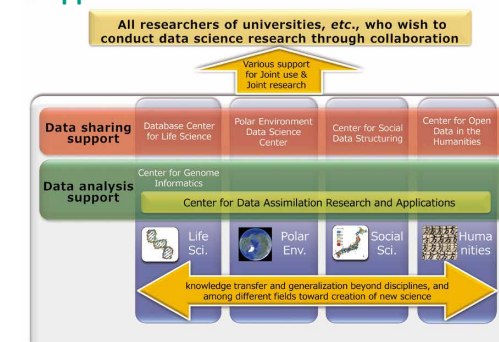 All researchers of universities, etc., who wish to
conduct data science research through collaboration
Various support
for Joint use &
Joint research
Data sharing
support
Database Center
for Life Science
Polar Environment
Data Science
Center
Center for Social
Data Structuring
Center for Open
Data in the
Humanities
Data analysis
support
Center for Genome
Informatics
Center for Data Assimilation Research and Applications
Life
Sci.
Polar
Env.
Social
Sci.
Huma
nities
knowledge transfer and generalization beyond disciplines, and
among different fields toward creation of new science